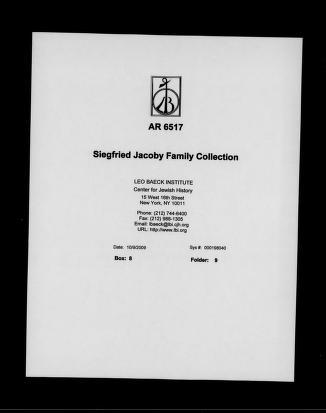 AR 6517
Siegfried Jacoby Family Collection
LEO BAECK INSTITUTE
Center for Jewish History
15 West 16th Street
New York, NY 10011
Phone: (212) 744-6400
Fax: (212) 988-1305
Email: lbaeck@lbi.cjh.org
URL: http://www.lbi.org
Date: 10/9/2009
Sys #: 000198040
Box: 8
Folder: 9